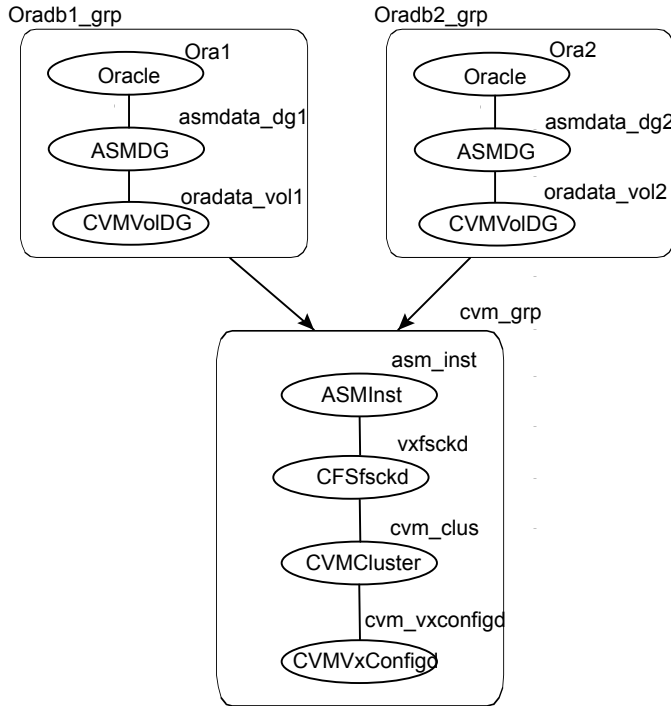 Oradb1_grp
Ora1
Oracle
asmdata_dg1
ASMDG
oradata_vol1
CVMVolDG
Oradb2_grp
Ora2
Oracle
asmdata_dg2
ASMDG
oradata_vol2
CVMVolDG
cvm_grp
asm_inst
ASMInst
vxfsckd
CFSfsckd
cvm_clus
CVMCluster
cvm_vxconfigd
CVMVxConfigd